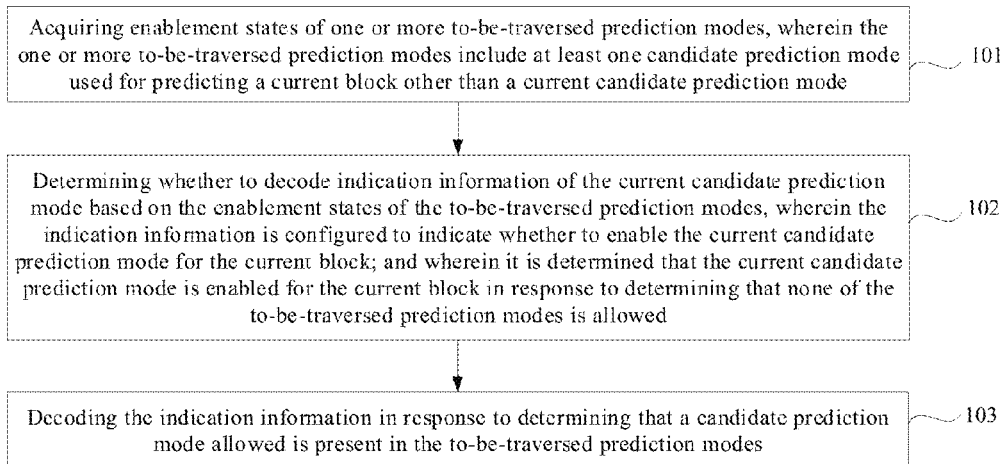 Acquiring enablement states of one or more to-be-traversed prediction modes, wherein the
one or more to-be-traversed prediction modes include at least one candidate prediction mode
used for predicting a current block other than a current candidate prediction mode
101
Determining whether to decode indication information of the current candidate prediction
mode based on the enablement states of the to-be-traversed prediction modes, wherein the
indication information is configured to indicate whether to enable the current candidate
prediction mode for the current block; and wherein it is determined that the current candidate
prediction mode is enabled for the current block in response to determining that none of the
to-be-traversed prediction modes is allowed
102
Decoding the indication information in response to determining that a candidate prediction
mode allowed is present in the to-be-traversed prediction modes
103